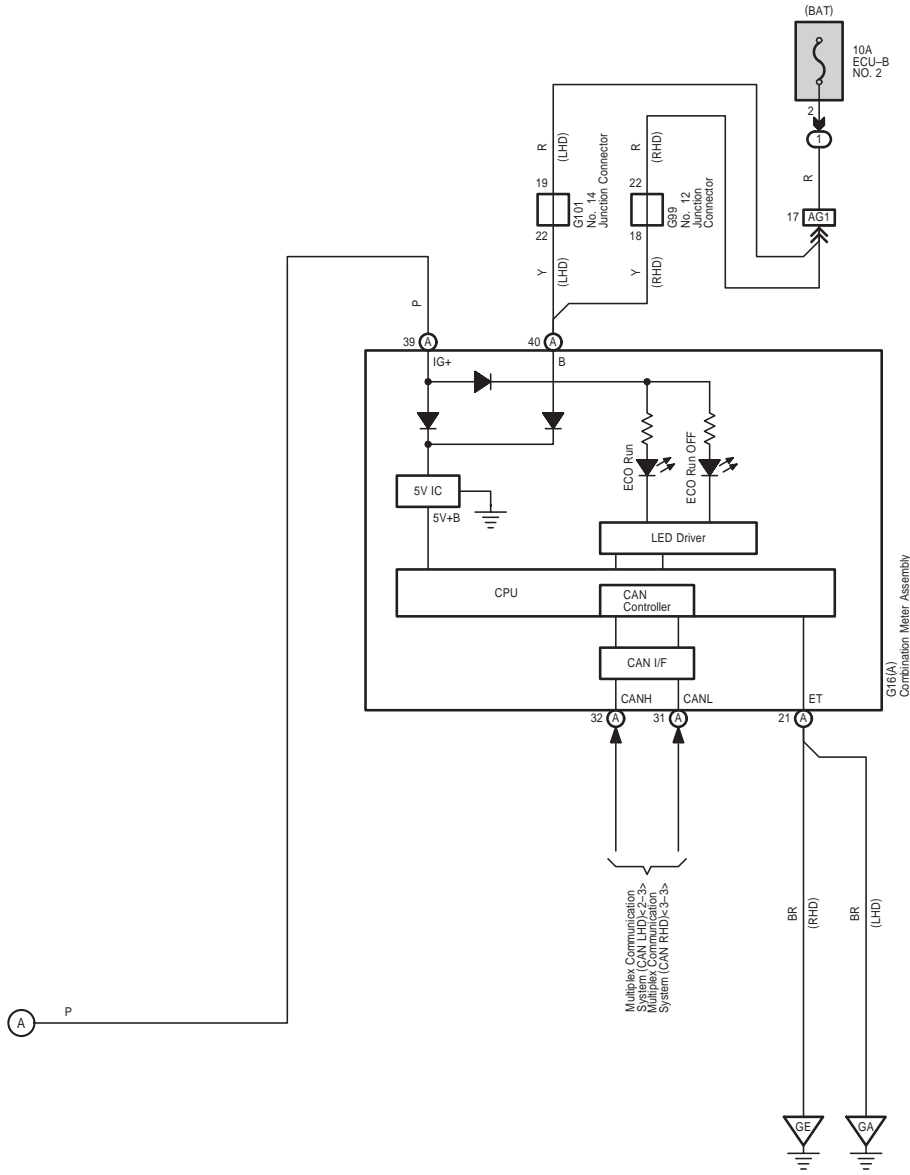 (BAT)
10A
ECU–B
NO. 2
2
1
R
17 AG1
R
(LHD)
R
(RHD)
19
22
G101
No. 14
Junction Connector
G99
No. 12
Junction
Connector
22
18
Y
(LHD)
Y
(RHD)
P
39 A
40 A
IG+
B
ECO Run
ECO Run OFF
5V IC
5V+B
LED Driver
CPU
CAN
Controller
CAN I/F
G16(A)
Combination Meter Assembly
CANH
CANL
ET
32 A
31 A
21 A
Multiplex Communication
System (CAN LHD)<2–3>
Multiplex Communication
System (CAN RHD)<3–3>
BR
(RHD)
BR
(LHD)
A
P
GE
GA